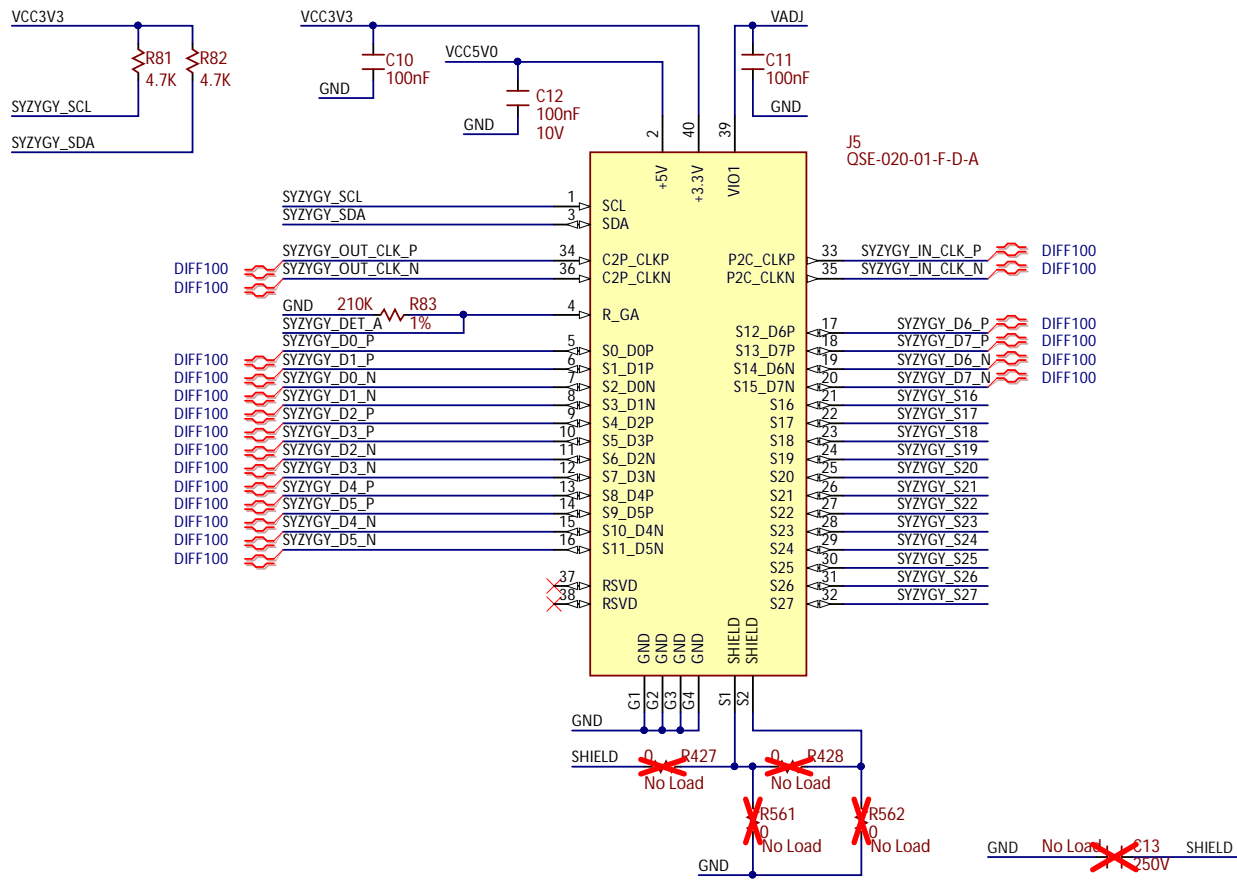 VCC3V3
R81
4.7K
R82
4.7K
SYZYGY_SCL
SYZYGY_SDA
VCC3V3
C10
100nF
GND
VCC5V0
C12
100nF
10V
GND
VADJ
C11
100nF
GND
2
40
39
+5V
+3.3V
VIO1
J5
QSE-020-01-F-D-A
SYZYGY_SCL 1 SCL
SYZYGY_SDA 3 SDA
DIFF100 SYZYGY_OUT_CLK_P 34 C2P_CLKP
DIFF100 SYZYGY_OUT_CLK_N 36 C2P_CLKN
GND 210K R83 4 R_GA
SYZYGY_DET_A 1%
DIFF100 SYZYGY_D0_P 5 S0_D0P
DIFF100 SYZYGY_D1_P 6 S1_D1P
DIFF100 SYZYGY_D0_N 7 S2_D0N
DIFF100 SYZYGY_D1_N 8 S3_D1N
DIFF100 SYZYGY_D2_P 9 S4_D2P
DIFF100 SYZYGY_D3_P 10 S5_D3P
DIFF100 SYZYGY_D2_N 11 S6_D2N
DIFF100 SYZYGY_D3_N 12 S7_D3N
DIFF100 SYZYGY_D4_P 13 S8_D4P
DIFF100 SYZYGY_D5_P 14 S9_D5P
DIFF100 SYZYGY_D4_N 15 S10_D4N
DIFF100 SYZYGY_D5_N 16 S11_D5N
37 RSVD
38 RSVD
P2C_CLKP 33 SYZYGY_IN_CLK_P DIFF100
P2C_CLKN 35 SYZYGY_IN_CLK_N DIFF100
S12_D6P 17 SYZYGY_D6_P DIFF100
S13_D7P 18 SYZYGY_D7_P DIFF100
S14_D6N 19 SYZYGY_D6_N DIFF100
S15_D7N 20 SYZYGY_D7_N DIFF100
S16 21 SYZYGY_S16
S17 22 SYZYGY_S17
S18 23 SYZYGY_S18
S19 24 SYZYGY_S19
S20 25 SYZYGY_S20
S21 26 SYZYGY_S21
S22 27 SYZYGY_S22
S23 28 SYZYGY_S23
S24 29 SYZYGY_S24
S25 30 SYZYGY_S25
S26 31 SYZYGY_S26
S27 32 SYZYGY_S27
GND
GND
GND
GND
SHIELD
SHIELD
G1
G2
G3
G4
S1
S2
GND
SHIELD
0 R427
No Load
0 R428
No Load
R561
0
No Load
R562
0
No Load
GND
GND
No Load
C13
250V
SHIELD